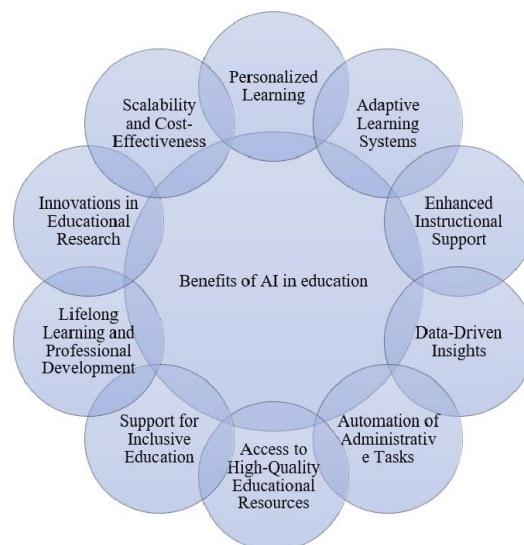 Personalized
Learning
Adaptive
Learning
Systems
Enhanced
Instructional
Support
Data-Driven
Insights
Automation of
Administrativ
e Tasks
Access to
High-Quality
Educational
Resources
Support for
Inclusive
Education
Lifelong
Learning and
Professional
Development
Innovations in
Educational
Research
Scalability
and Cost-
Effectiveness
Benefits of AI in education